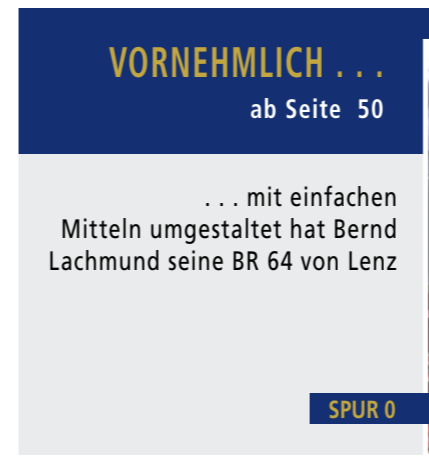 VORNEHMLICH . . .
ab Seite 50
. . . mit einfachen
Mitteln umgestaltet hat Bernd
Lachmund seine BR 64 von Lenz
SPUR 0